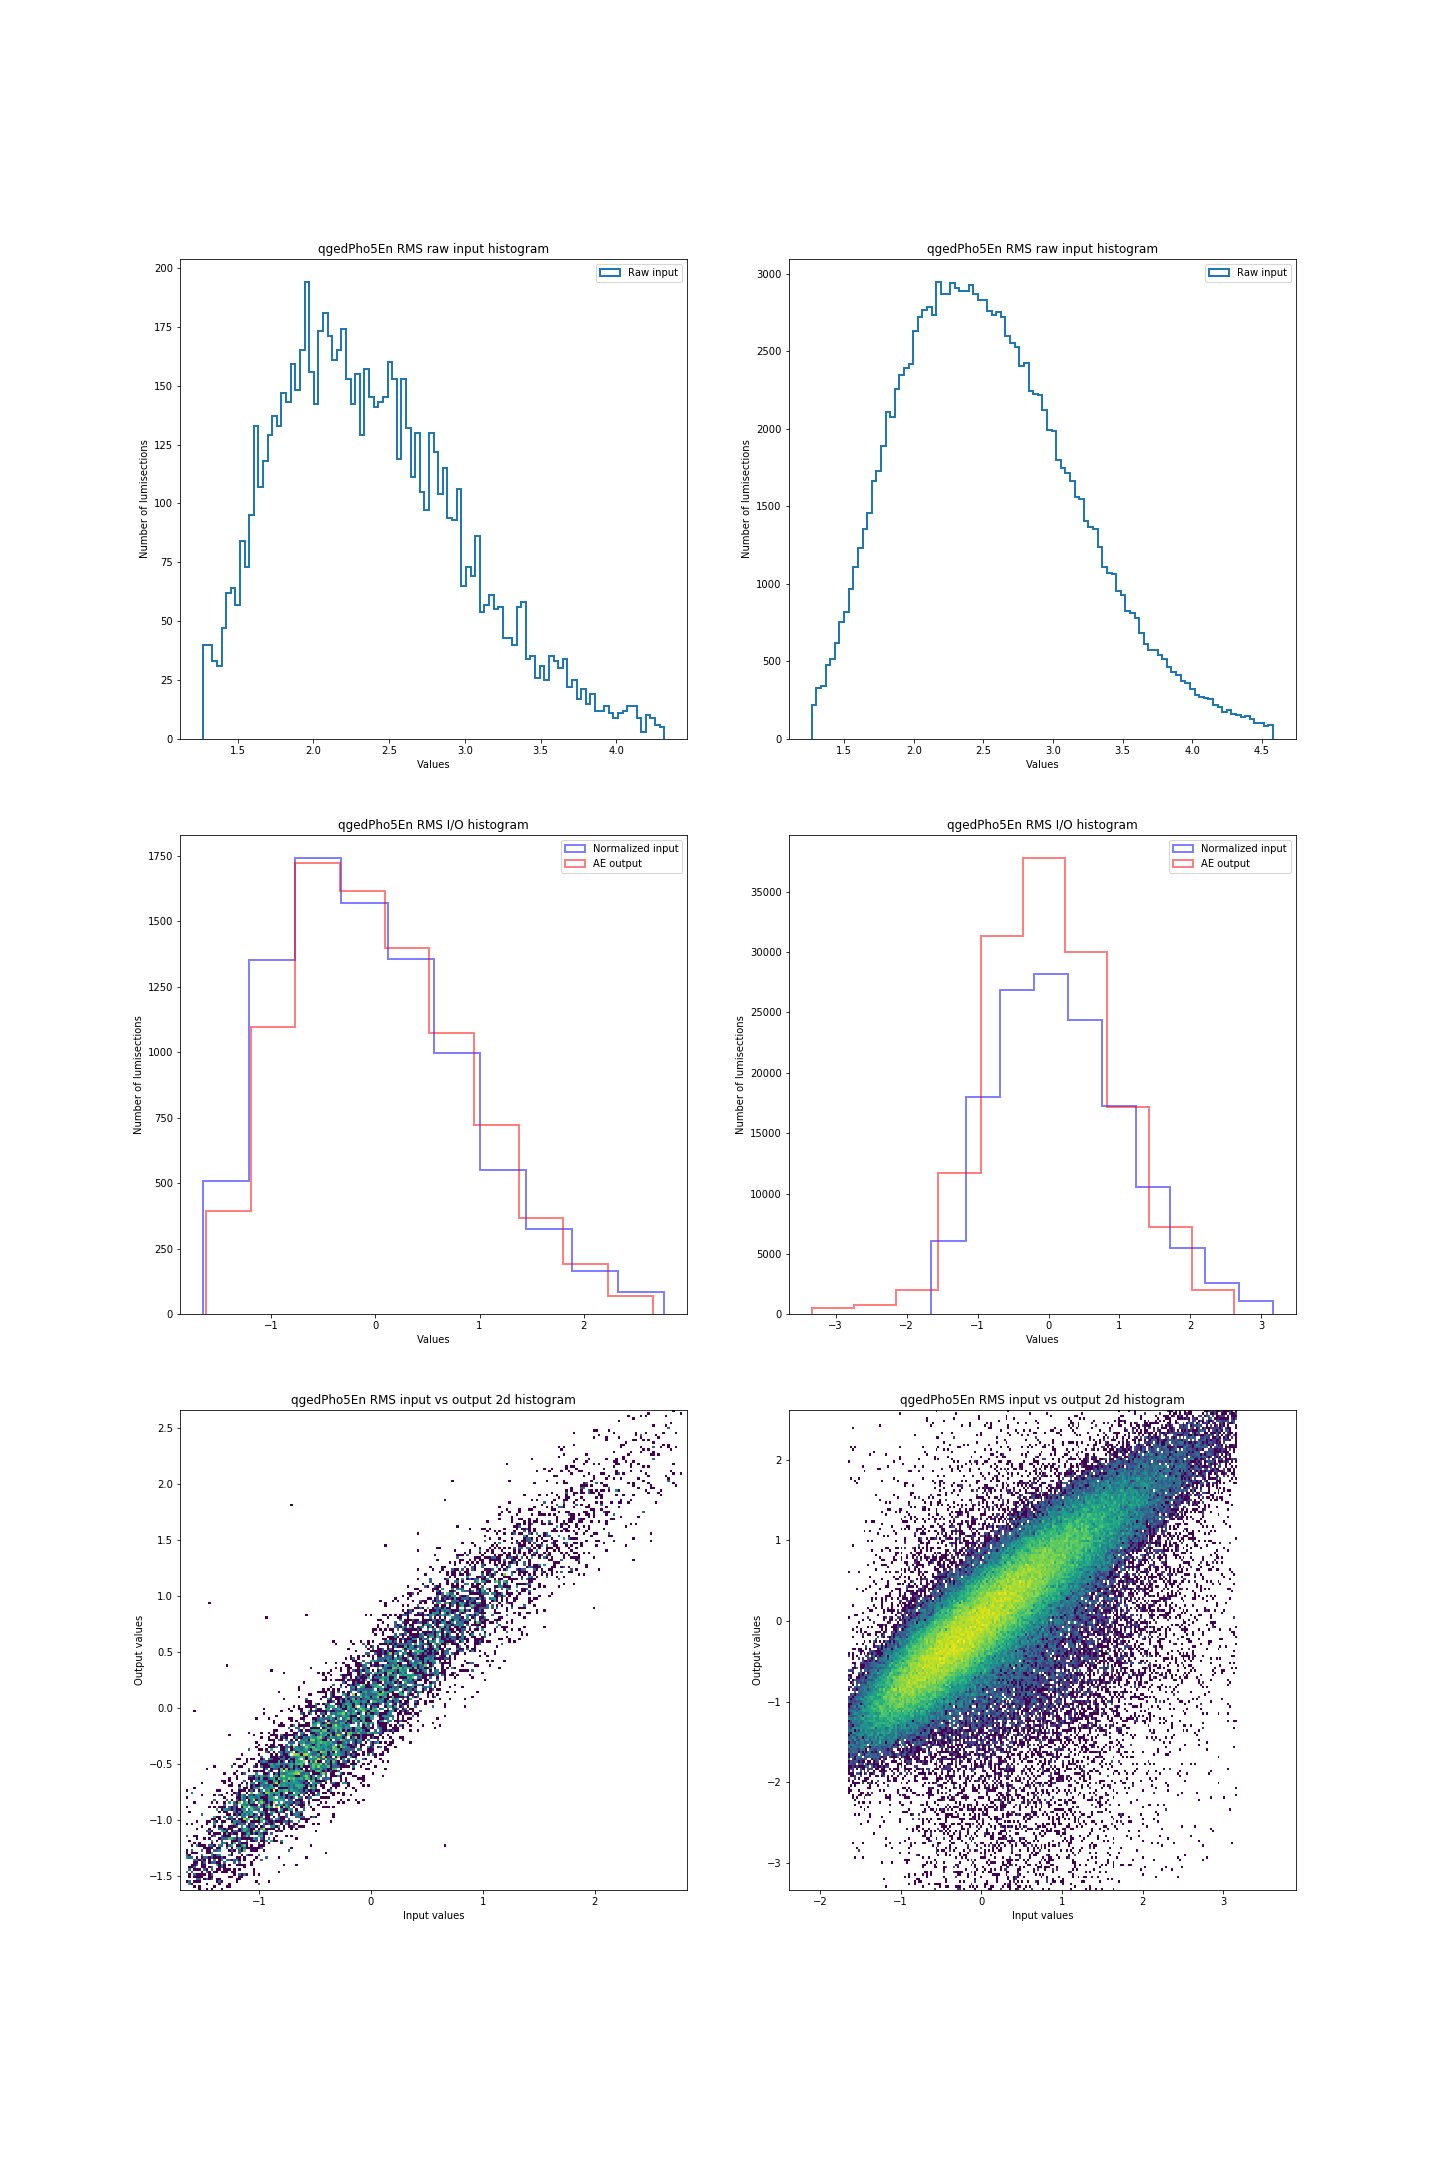 qgedPho5En RMS raw input histogram
Raw input
200
175
150
125
100
75
50
25
0
Number of lumisections
1.5 2.0 2.5 3.0 3.5 4.0
Values
qgedPho5En RMS raw input histogram
Raw input
3000
2500
2000
1500
1000
500
0
Number of lumisections
1.5 2.0 2.5 3.0 3.5 4.0 4.5
Values
qgedPho5En RMS I/O histogram
Normalized input
AE output
1750
1500
1250
1000
750
500
250
0
Number of lumisections
−1 0 1 2
Values
qgedPho5En RMS I/O histogram
Normalized input
AE output
35000
30000
25000
20000
15000
10000
5000
0
Number of lumisections
−3 −2 −1 0 1 2 3
Values
qgedPho5En RMS input vs output 2d histogram
2.5
2.0
1.5
1.0
0.5
0.0
−0.5
−1.0
−1.5
Output values
−1 0 1 2
Input values
qgedPho5En RMS input vs output 2d histogram
2
1
0
−1
−2
−3
Output values
−2 −1 0 1 2 3
Input values